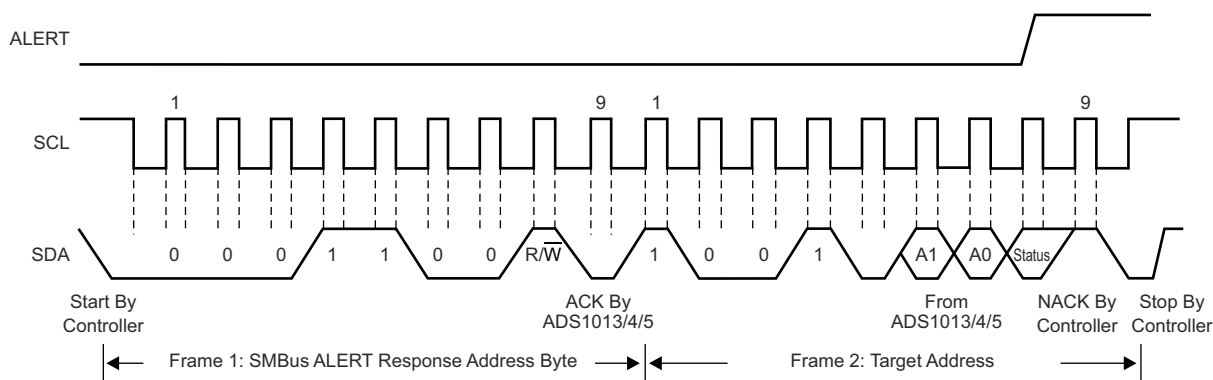 ALERT
1 9 1 9
SCL
SDA
0 0 0 1 1 0 0 R/W 1 0 0 1 A1 A0 Status
Start By
Controller
ACK By
ADS1013/4/5
From
ADS1013/4/5
NACK By
Controller
Stop By
Controller
Frame 1: SMBus ALERT Response Address Byte
Frame 2: Target Address